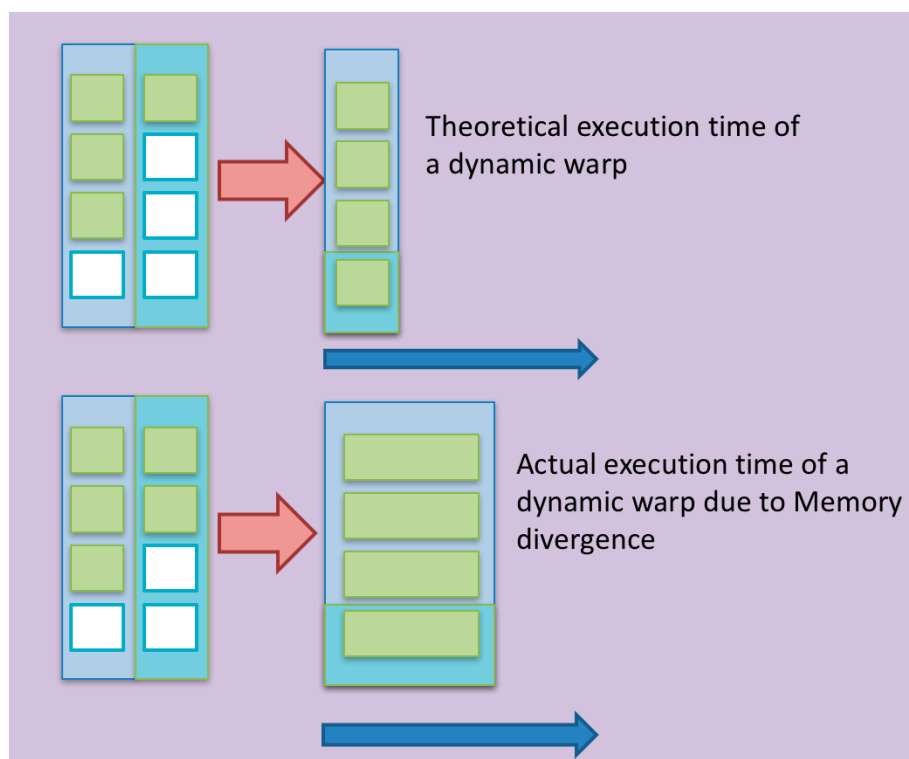 Theoretical execution time of
a dynamic warp
Actual execution time of a
dynamic warp due to Memory
divergence